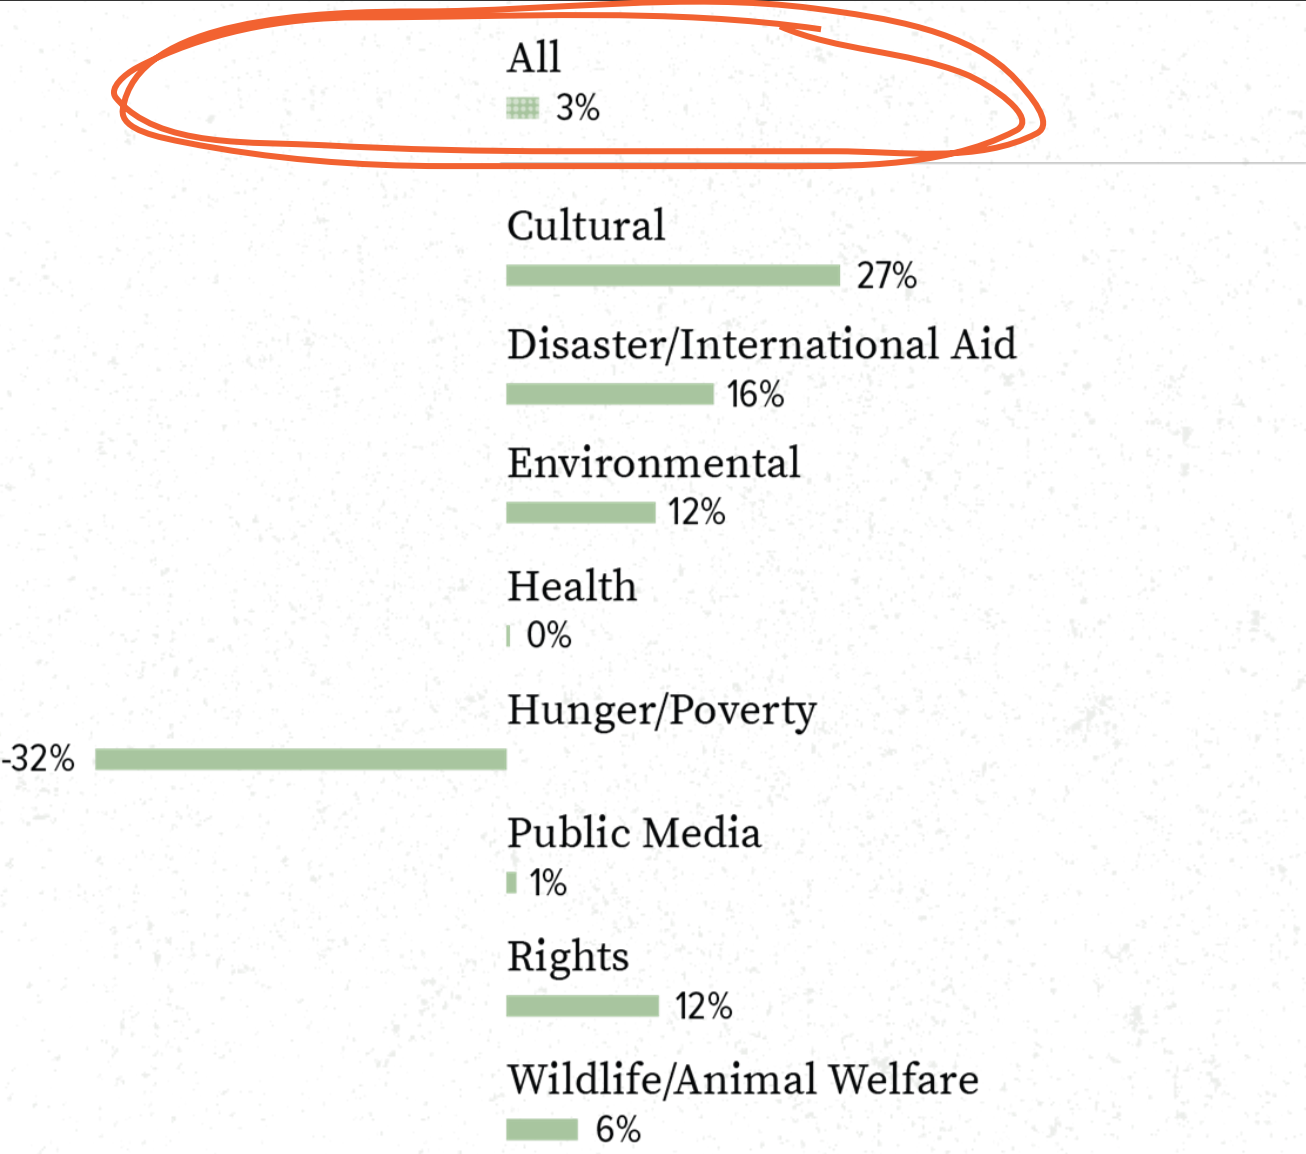 All
3%
Cultural
27%
Disaster/International Aid
16%
Environmental
12%
Health
0%
Hunger/Poverty
-32%
Public Media
1%
Rights
12%
Wildlife/Animal Welfare
6%